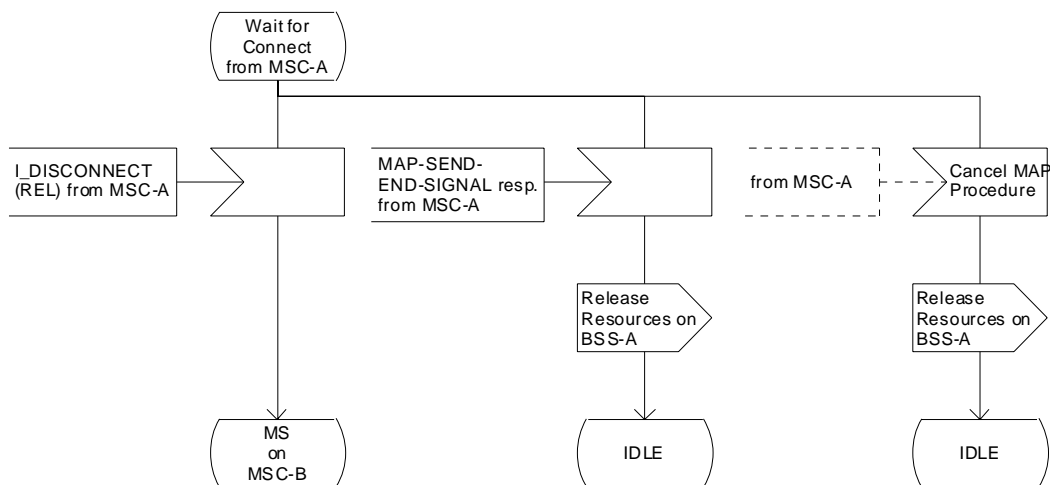 Wait for
Connect
from MSC-A
I_DISCONNECT
(REL) from MSC-A
MAP-SEND-
END-SIGNAL resp.
from MSC-A
from MSC-A
Cancel MAP
Procedure
Release
Resources on
BSS-A
Release
Resources on
BSS-A
MS
on
MSC-B
IDLE
IDLE